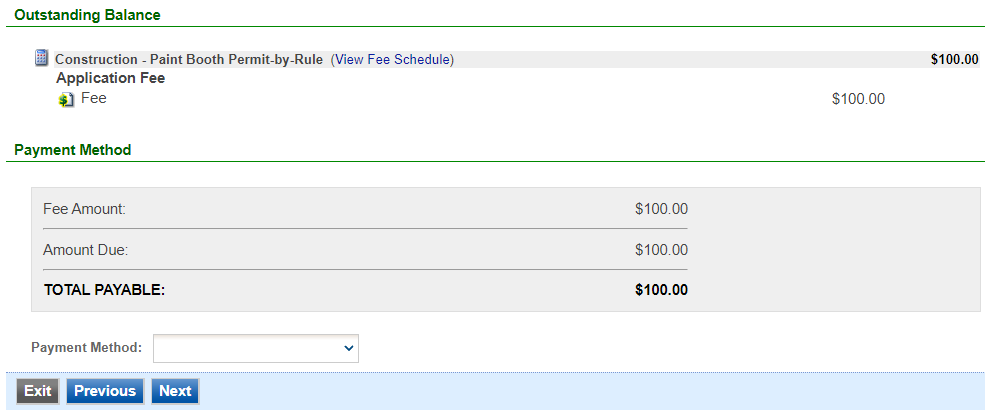 Outstanding Balance
Construction - Paint Booth Permit-by-Rule (View Fee Schedule) $100.00
Application Fee
Fee $100.00
Payment Method
Fee Amount: $100.00
Amount Due: $100.00
TOTAL PAYABLE: $100.00
Payment Method:
Exit Previous Next